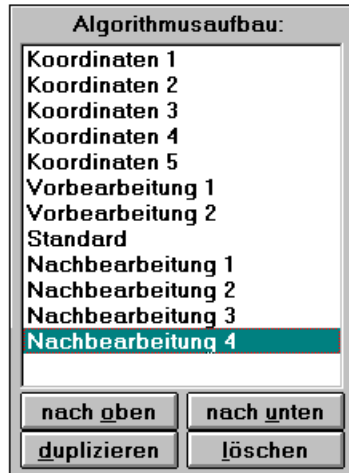 Algorithmusaufbau:
Koordinaten 1
Koordinaten 2
Koordinaten 3
Koordinaten 4
Koordinaten 5
Vorbearbeitung 1
Vorbearbeitung 2
Standard
Nachbearbeitung 1
Nachbearbeitung 2
Nachbearbeitung 3
Nachbearbeitung 4
nach oben nach unten
duplizieren löschen